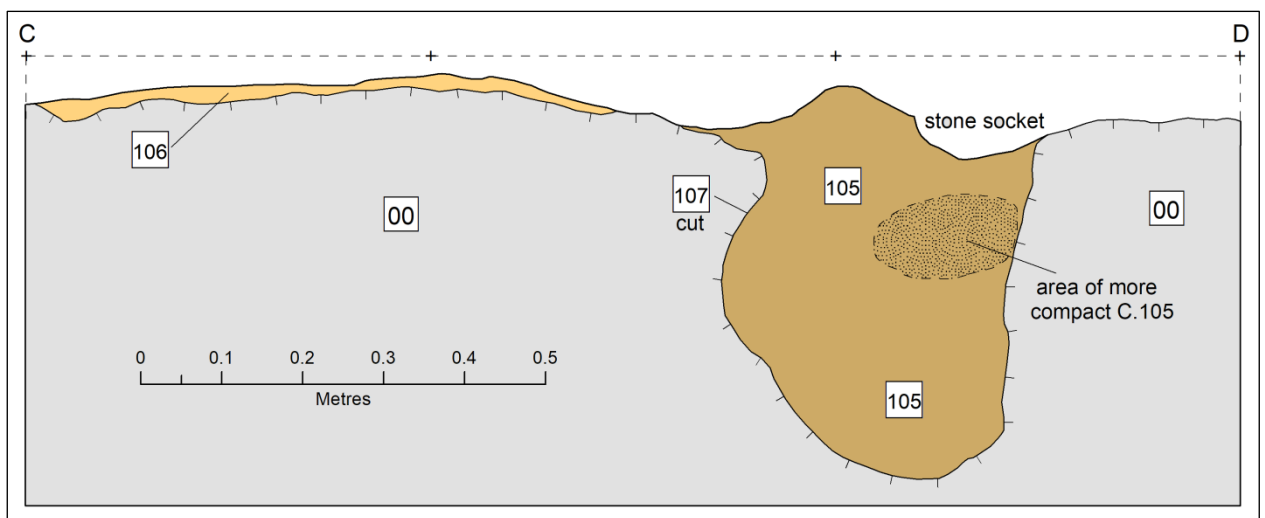 C
D
stone socket
106
105
107
cut
00
00
area of more
compact C.105
0 0.1 0.2 0.3 0.4 0.5
Metres
105